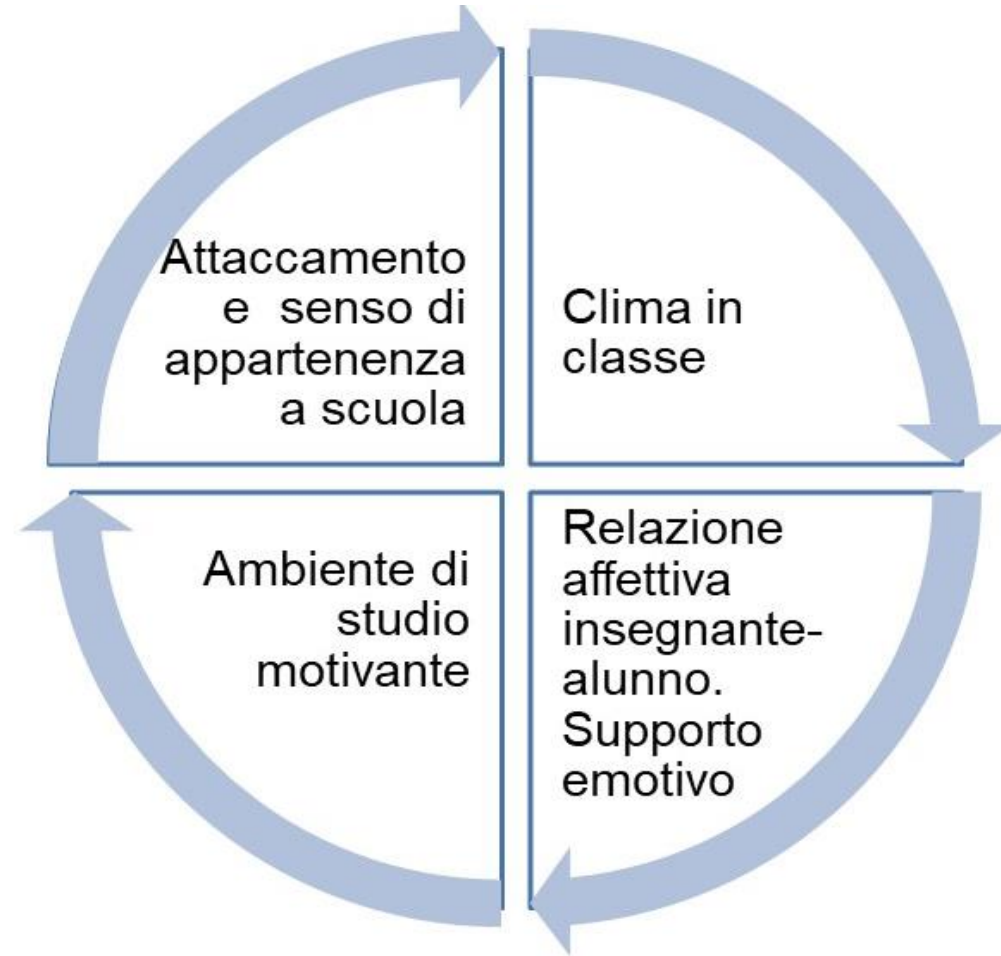 Attaccamento
e senso di
appartenenza
a scuola
Clima in
classe
Ambiente di
studio
motivante
Relazione
affettiva
insegnante-
alunno.
Supporto
emotivo